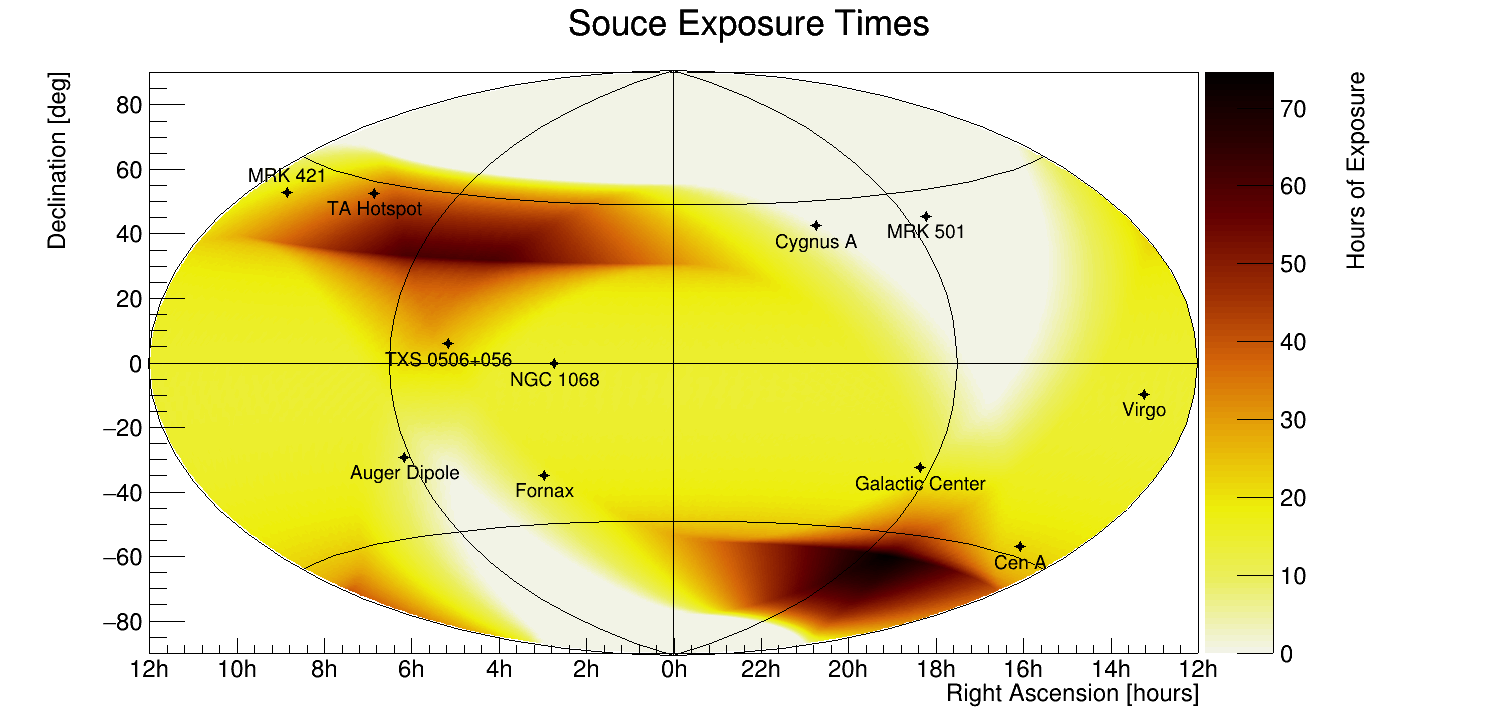 Souce Exposure Times
Declination [deg]
80
60
40
20
0
−20
−40
−60
−80
MRK 421
TA Hotspot
Cygnus A
MRK 501
TXS 0506+056
NGC 1068
Virgo
Auger Dipole
Fornax
Galactic Center
Cen A
12h 10h 8h 6h 4h 2h 0h 22h 20h 18h 16h 14h 12h
Right Ascension [hours]
70
60
50
40
30
20
10
0
Hours of Exposure